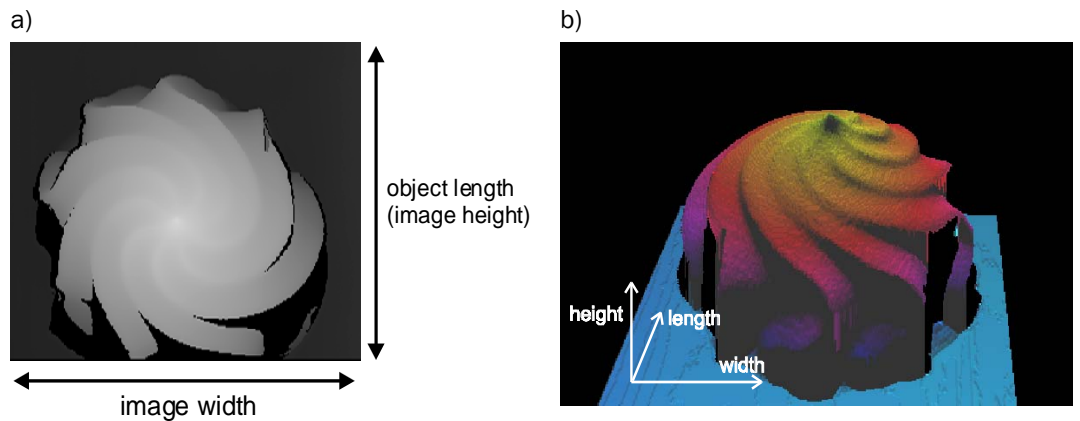 a)
b)
object length
(image height)
image width
height
length
width